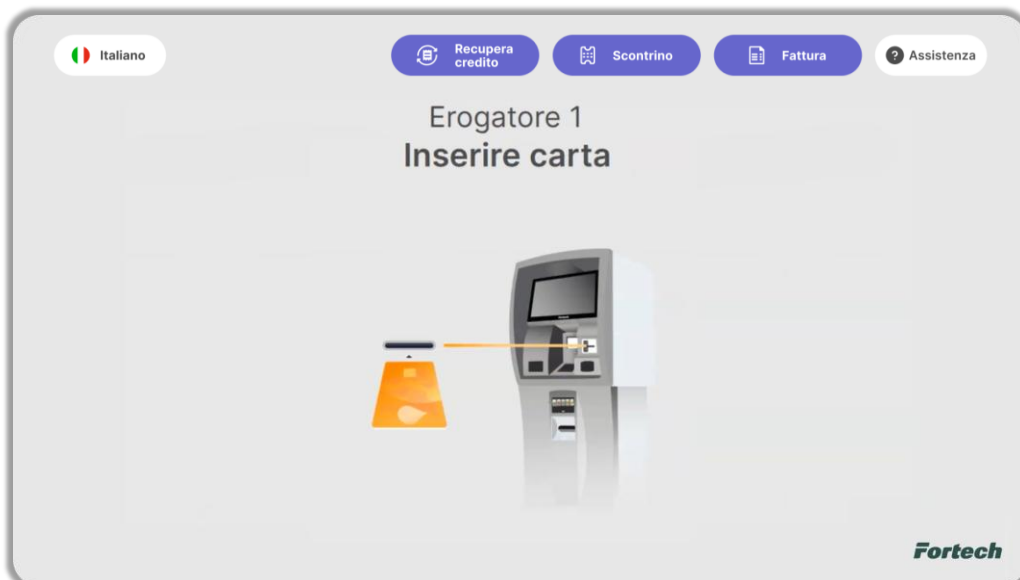 Italiano
Recupera
credito
Scontrino
Fattura
? Assistenza
Erogatore 1
Inserire carta
Fortech